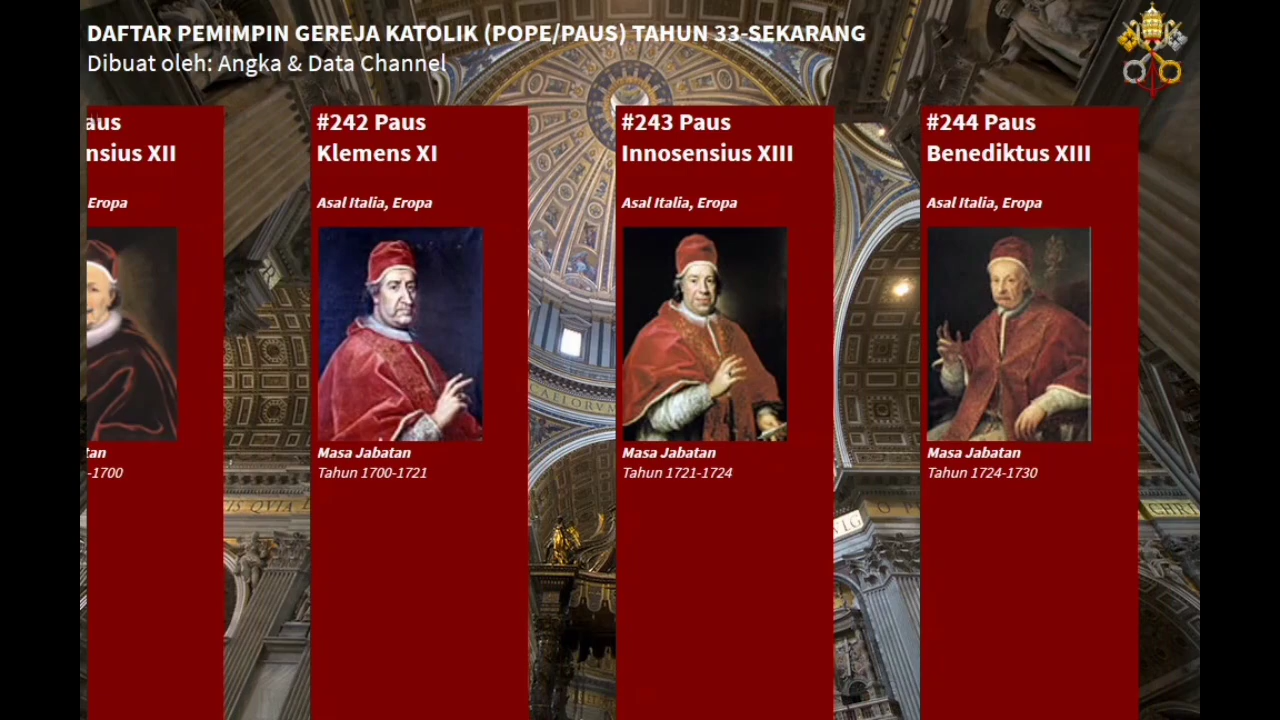 DAFTAR PEMIMPIN GEREJA KATOLIK (POPE/PAUS) TAHUN 33-SEKARANG
Dibuat oleh: Angka & Data Channel
aus
nsius XII
Eropa
tan
-1700
#242 Paus
Klemens XI
Asal Italia, Eropa
Masa Jabatan
Tahun 1700-1721
#243 Paus
Innosensius XIII
Asal Italia, Eropa
Masa Jabatan
Tahun 1721-1724
#244 Paus
Benediktus XIII
Asal Italia, Eropa
Masa Jabatan
Tahun 1724-1730